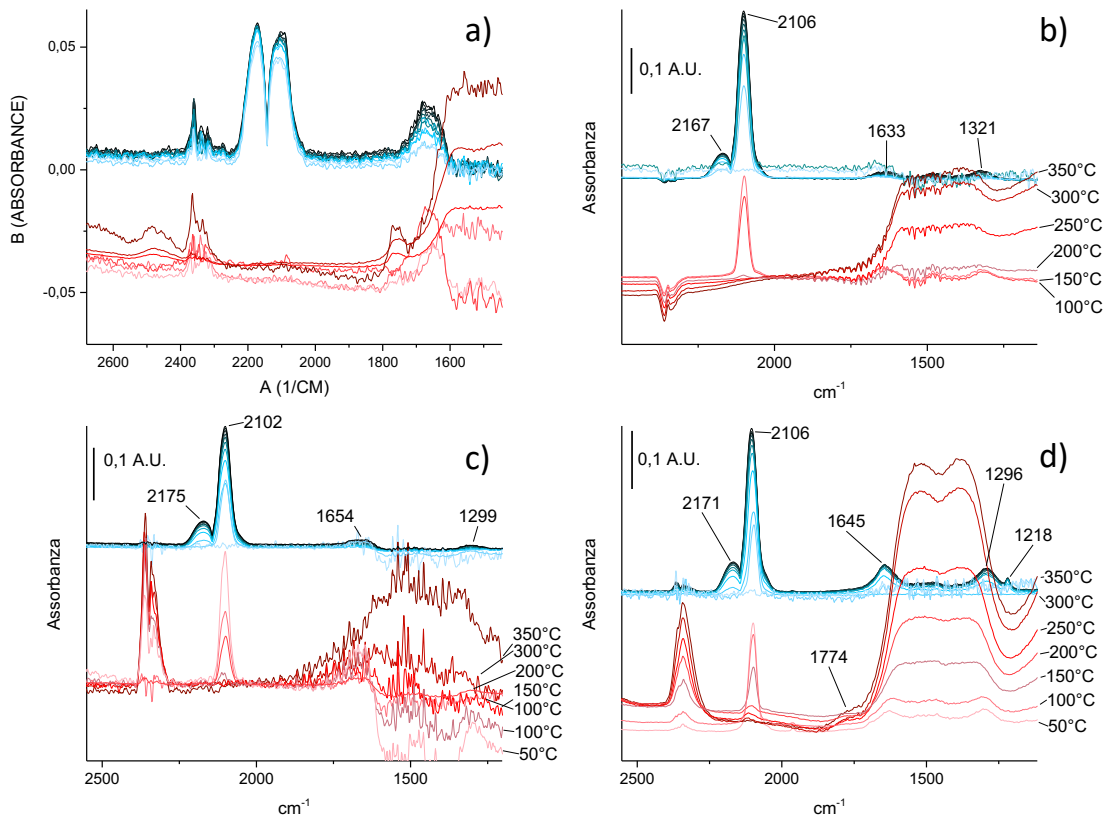 a)
0,05
0,00
-0,05
B (ABSORBANCE)
2600
2400
2200
2000
1800
1600
A (1/CM)
b)
0,1 A.U.
2106
2167
1633
1321
350°C
300°C
250°C
200°C
150°C
100°C
Assorbanza
2000
1500
cm-1
c)
0,1 A.U.
2102
2175
1654
1299
350°C
300°C
200°C
150°C
100°C
100°C
50°C
Assorbanza
2500
2000
1500
cm-1
d)
0,1 A.U.
2106
2171
1645
1296
1218
1774
350°C
300°C
250°C
200°C
150°C
100°C
50°C
Assorbanza
2500
2000
1500
cm-1